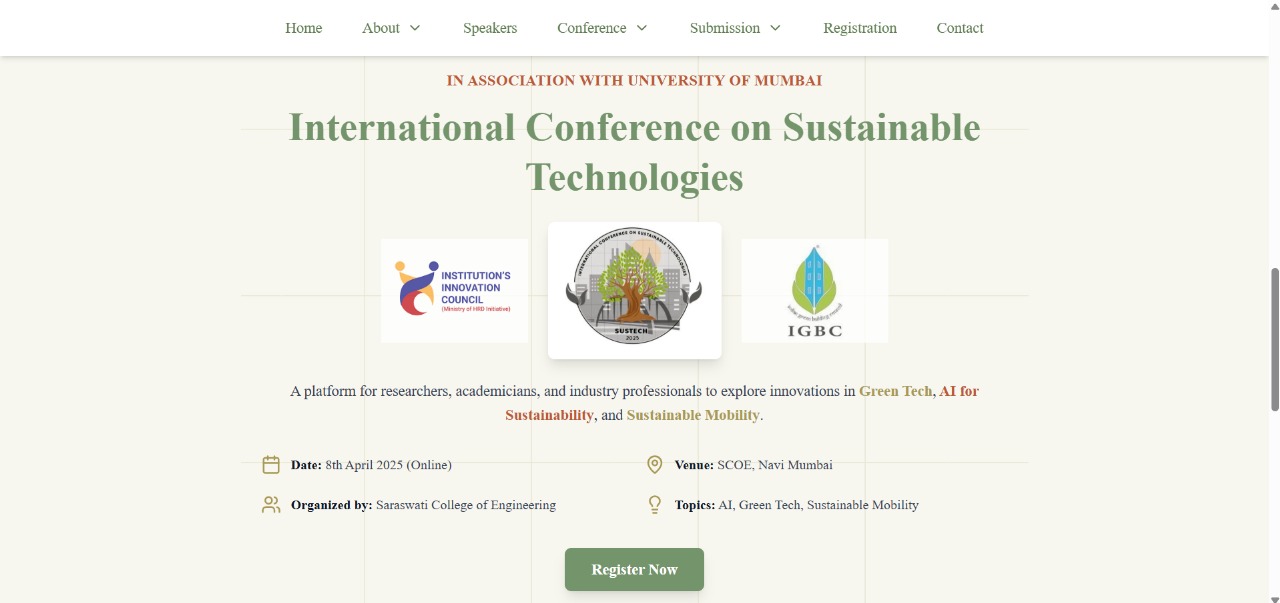 Home About Speakers Conference Submission Registration Contact
IN ASSOCIATION WITH UNIVERSITY OF MUMBAI
International Conference on Sustainable
Technologies
INSTITUTION'S
INNOVATION
COUNCIL
(Ministry of HRD Initiative)
INTERNATIONAL CONFERENCE ON SUSTAINABLE TECHNOLOGIES
SUSTECH
2025
indian green building council
IGBC
A platform for researchers, academicians, and industry professionals to explore innovations in Green Tech, AI for
Sustainability, and Sustainable Mobility.
Date: 8th April 2025 (Online)
Venue: SCOE, Navi Mumbai
Organized by: Saraswati College of Engineering
Topics: AI, Green Tech, Sustainable Mobility
Register Now